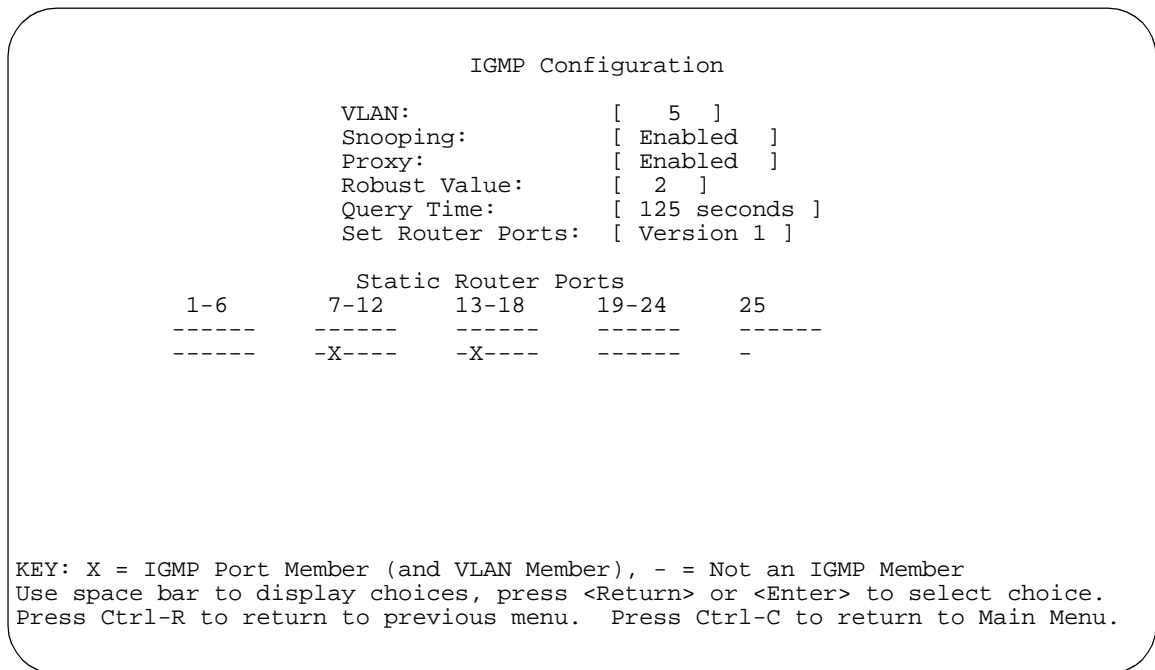 IGMP Configuration
VLAN: [ 5 ]
Snooping: [ Enabled ]
Proxy: [ Enabled ]
Robust Value: [ 2 ]
Query Time: [ 125 seconds ]
Set Router Ports: [ Version 1 ]
Static Router Ports
1-6 7-12 13-18 19-24 25
------ ------ ------ ------ ------
------ -X---- -X---- ------ -
KEY: X = IGMP Port Member (and VLAN Member), - = Not an IGMP Member
Use space bar to display choices, press <Return> or <Enter> to select choice.
Press Ctrl-R to return to previous menu. Press Ctrl-C to return to Main Menu.